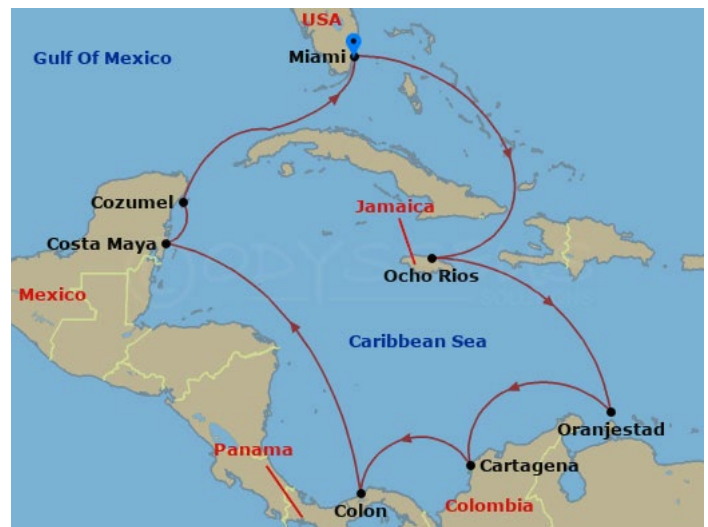 USA
Gulf Of Mexico
Miami
Cozumel
Jamaica
Costa Maya
Ocho Rios
Mexico
Caribbean Sea
Oranjestad
Panama
Cartagena
Colon
Colombia